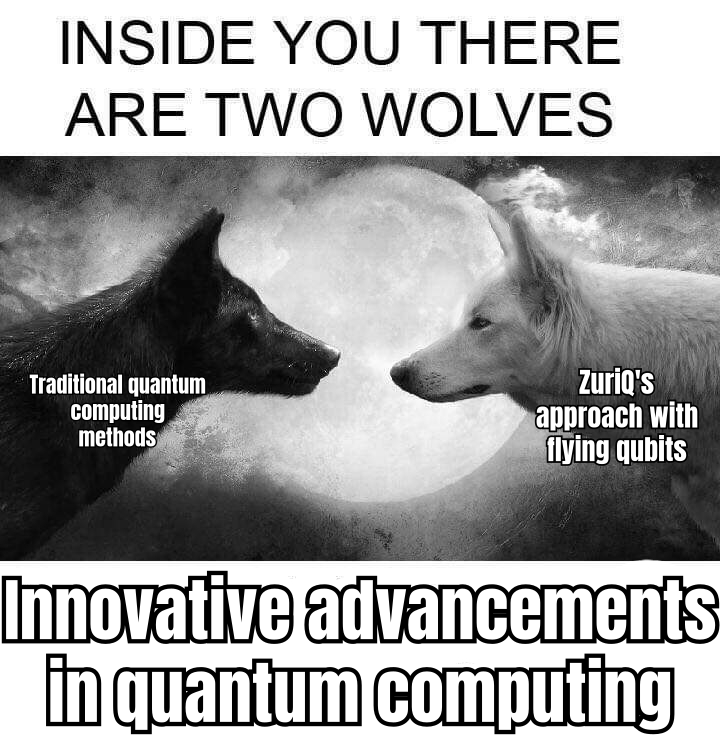 INSIDE YOU THERE
ARE TWO WOLVES
Traditional quantum
computing
methods
ZuriQ's
approach with
flying qubits
Innovative advancements
in quantum computing